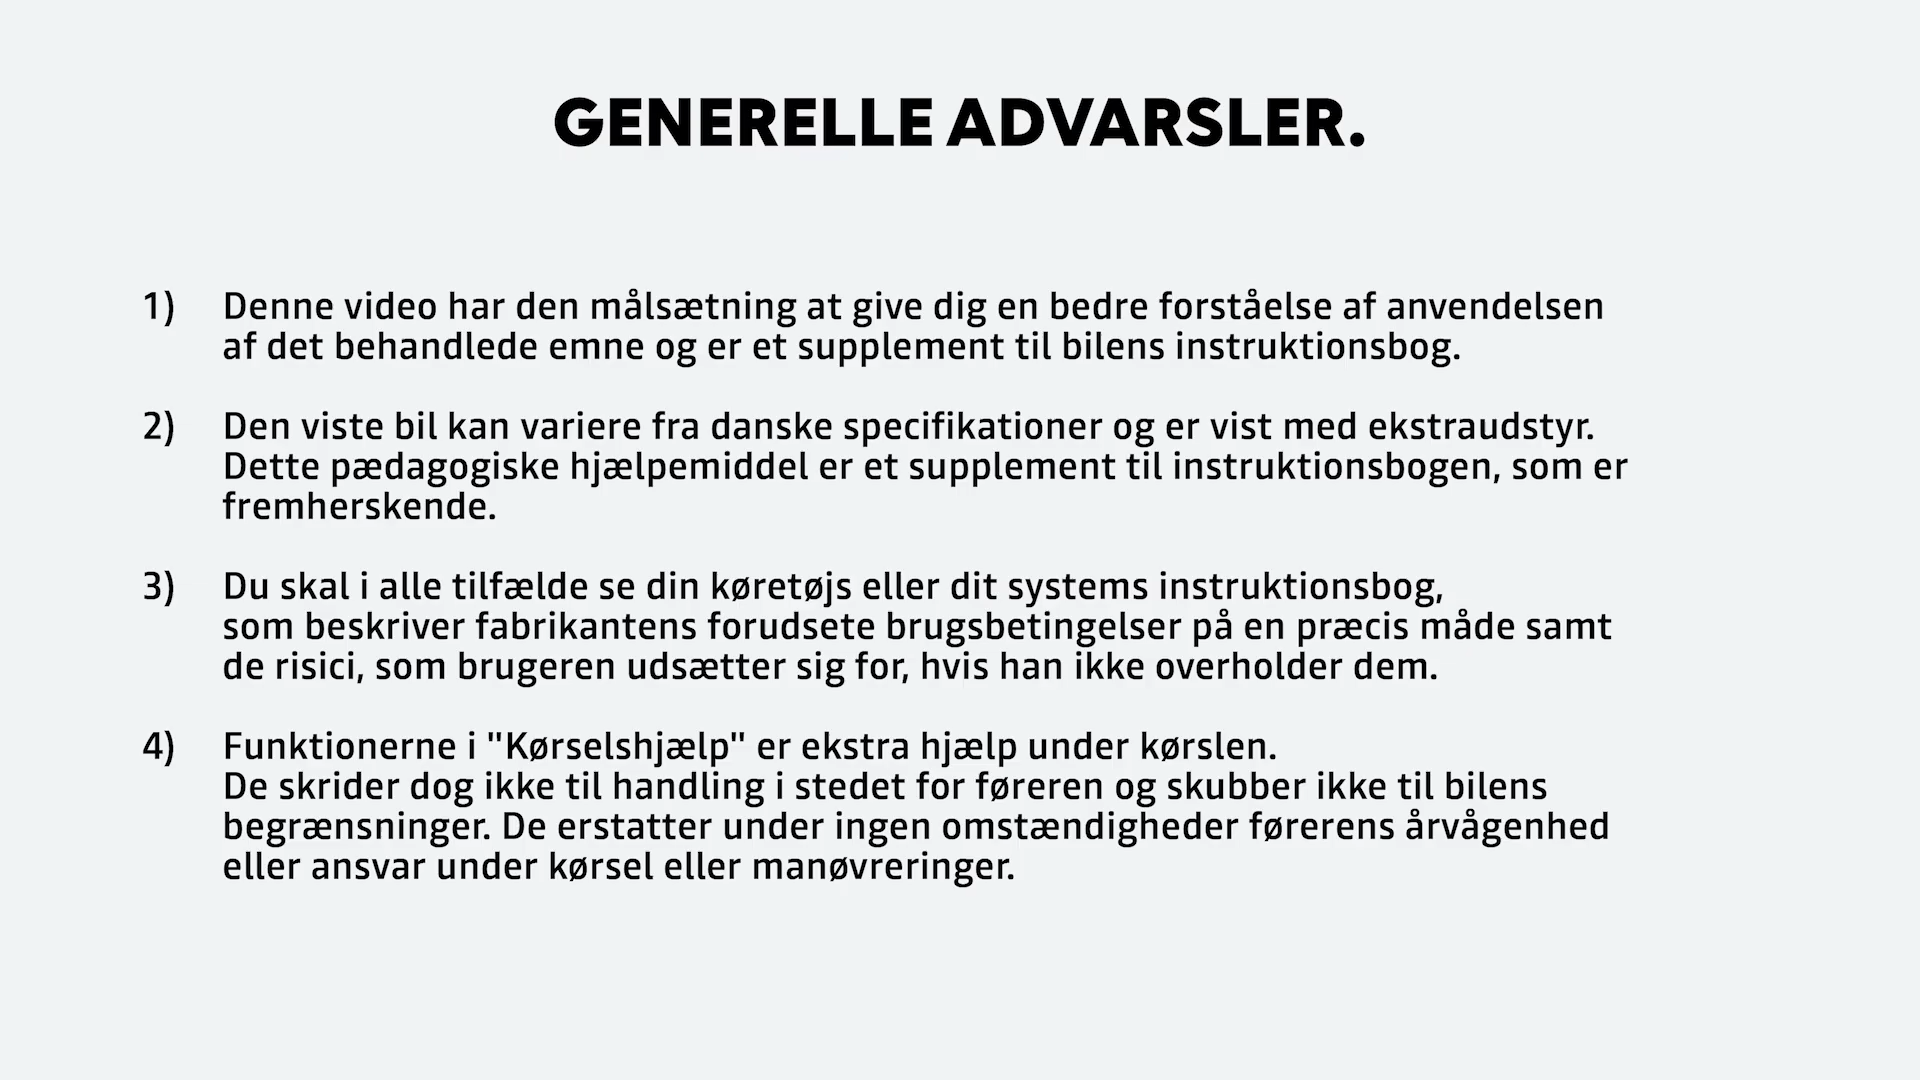 GENERELLE ADVARSLER.
1) Denne video har den målsætning at give dig en bedre forståelse af anvendelsen
af det behandlede emne og er et supplement til bilens instruktionsbog.
2) Den viste bil kan variere fra danske specifikationer og er vist med ekstraudstyr.
Dette pædagogiske hjælpemiddel er et supplement til instruktionsbogen, som er
fremherskende.
3) Du skal i alle tilfælde se din køretøjs eller dit systems instruktionsbog,
som beskriver fabrikantens forudsete brugsbetingelser på en præcis måde samt
de risici, som brugeren udsætter sig for, hvis han ikke overholder dem.
4) Funktionerne i "Kørselshjælp" er ekstra hjælp under kørslen.
De skrider dog ikke til handling i stedet for føreren og skubber ikke til bilens
begrænsninger. De erstatter under ingen omstændigheder førerens årvågenhed
eller ansvar under kørsel eller manøvreringer.